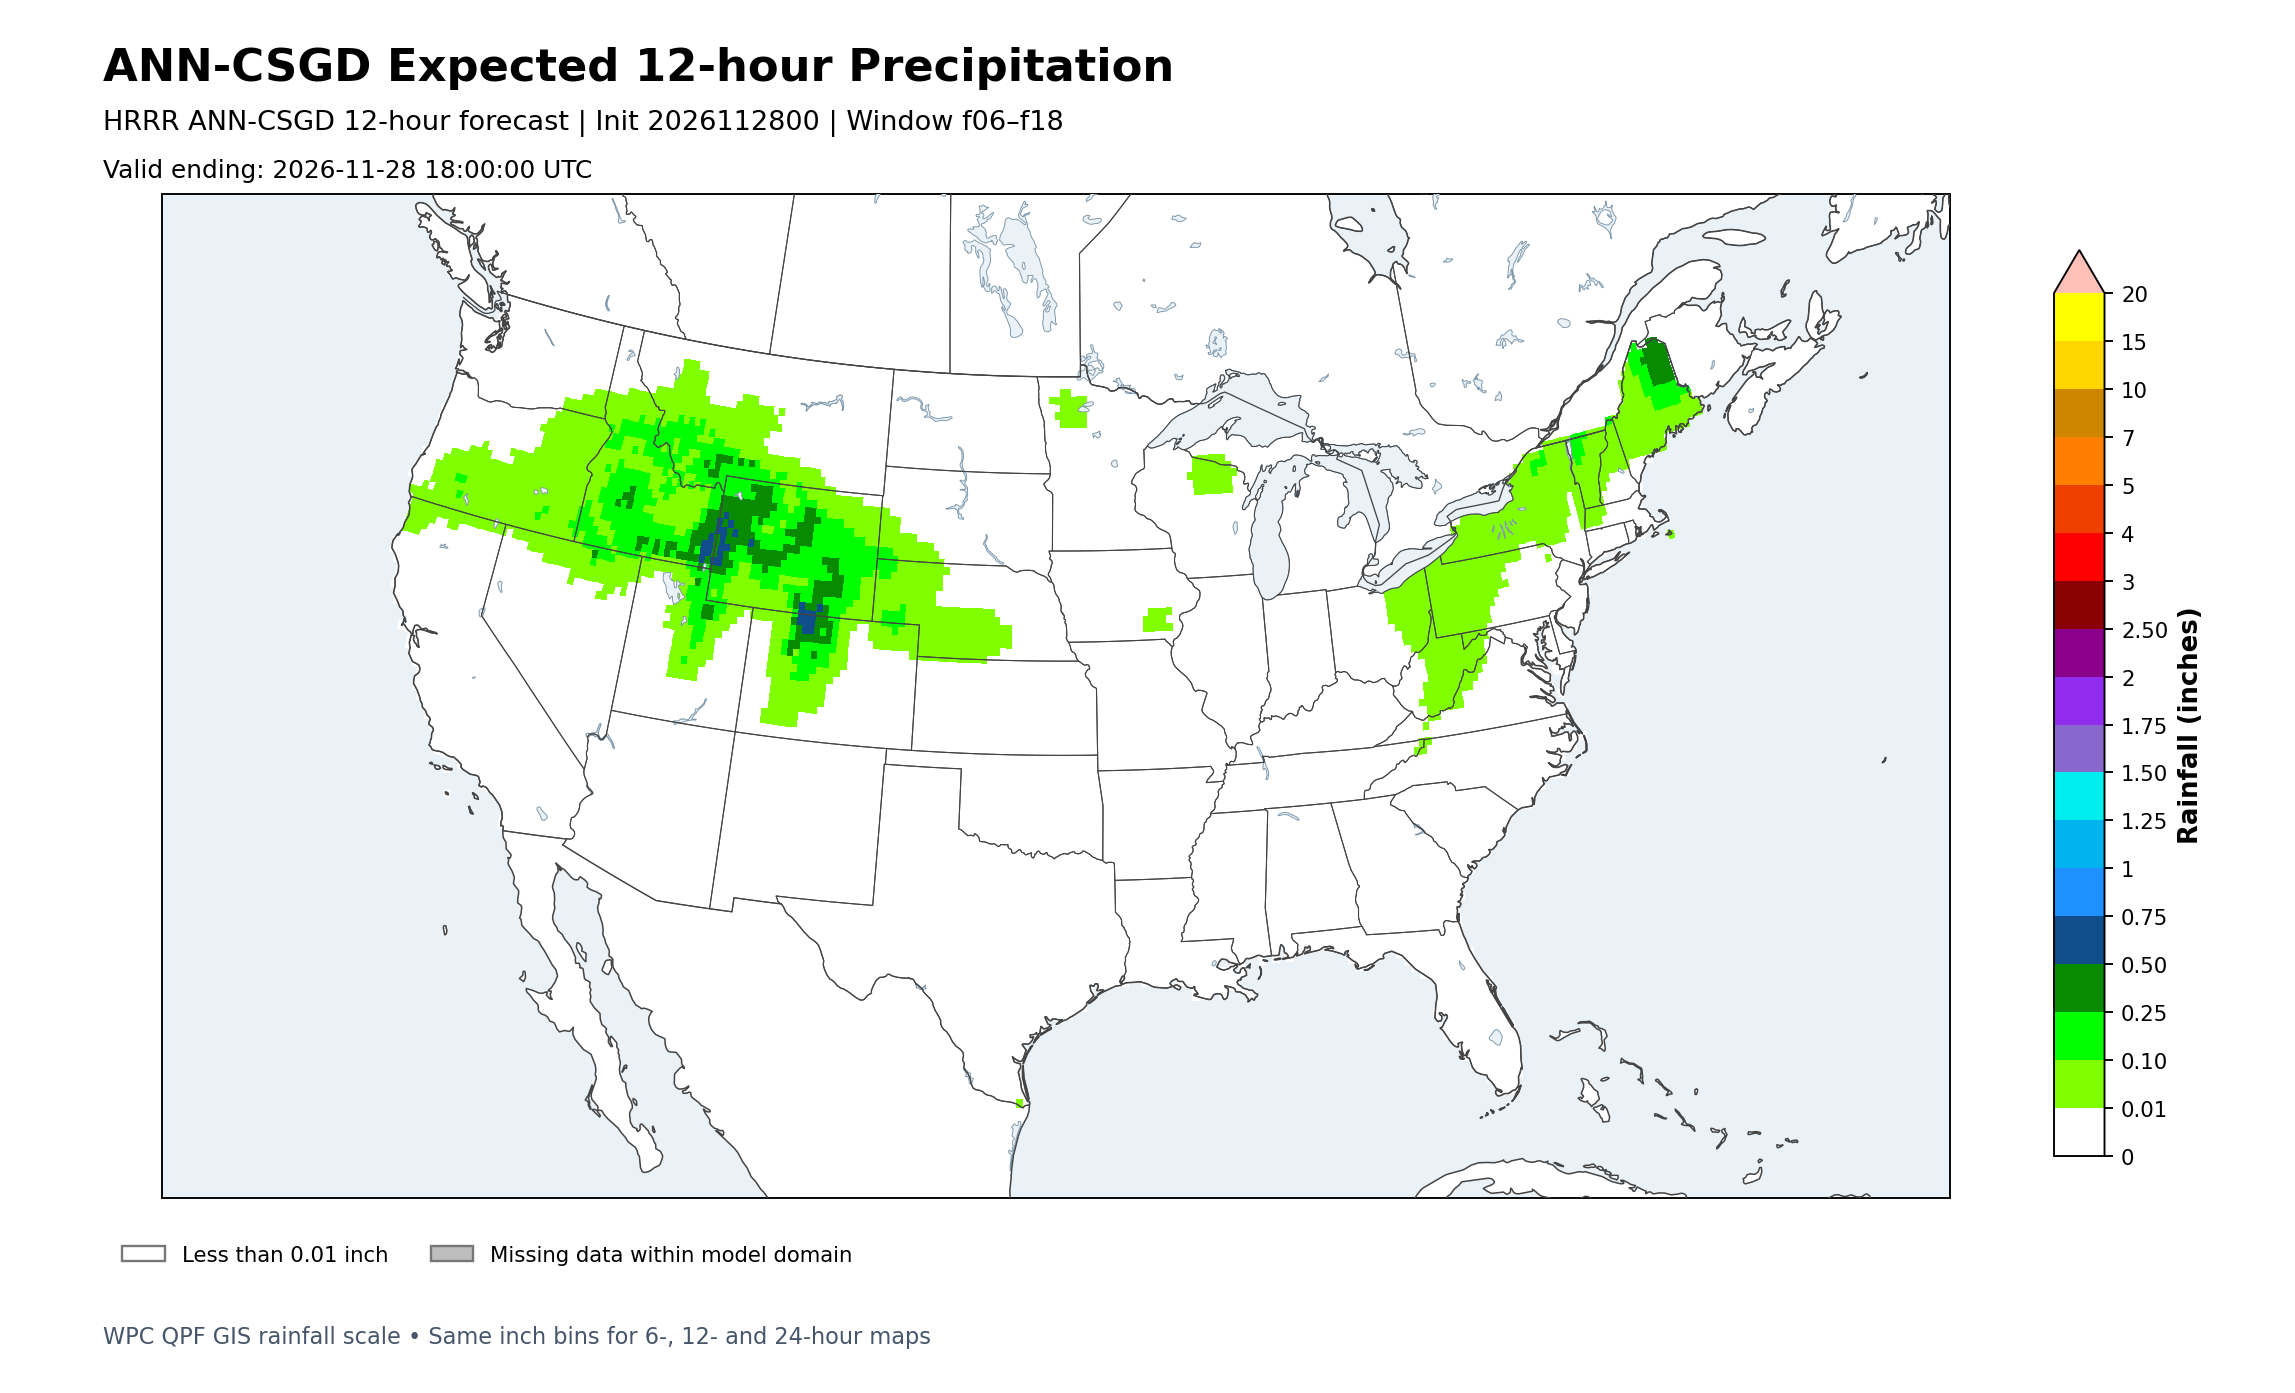 ANN-CSGD Expected 12-hour Precipitation
HRRR ANN-CSGD 12-hour forecast | Init 2026112800 | Window f06–f18
Valid ending: 2026-11-28 18:00:00 UTC
20
15
10
7
5
4
3
2.50
2
1.75
1.50
1.25
1
0.75
0.50
0.25
0.10
0.01
0
Rainfall (inches)
Less than 0.01 inch
Missing data within model domain
WPC QPF GIS rainfall scale • Same inch bins for 6-, 12- and 24-hour maps